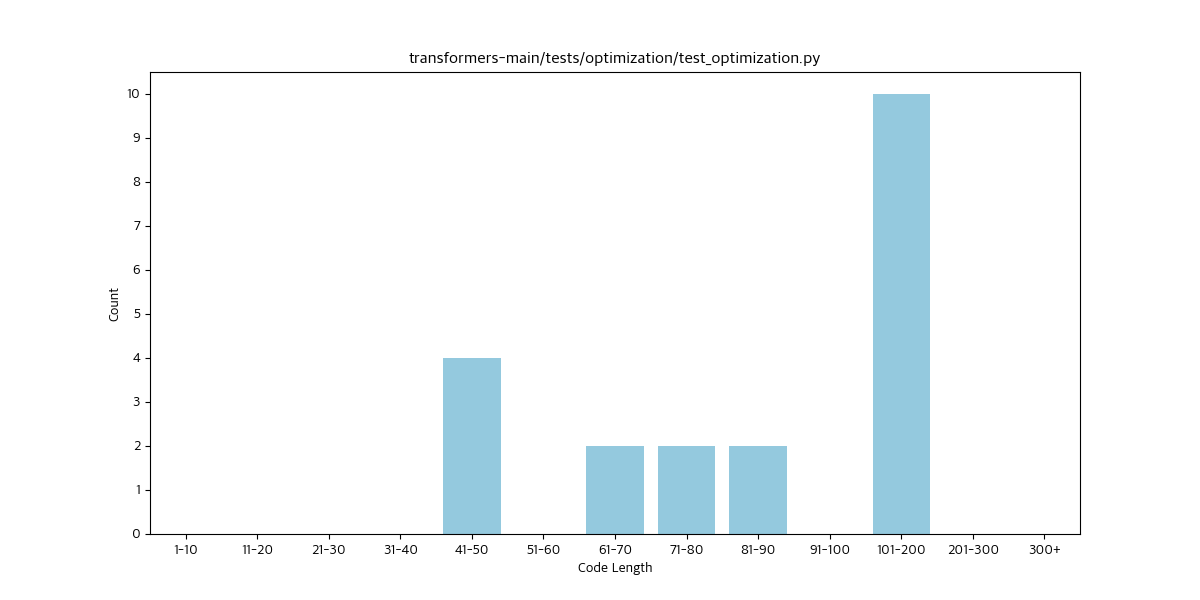 transformers-main/tests/optimization/test_optimization.py
10
9
8
7
6
5
4
3
2
1
0
Count
1-10 11-20 21-30 31-40 41-50 51-60 61-70 71-80 81-90 91-100 101-200 201-300 300+
Code Length